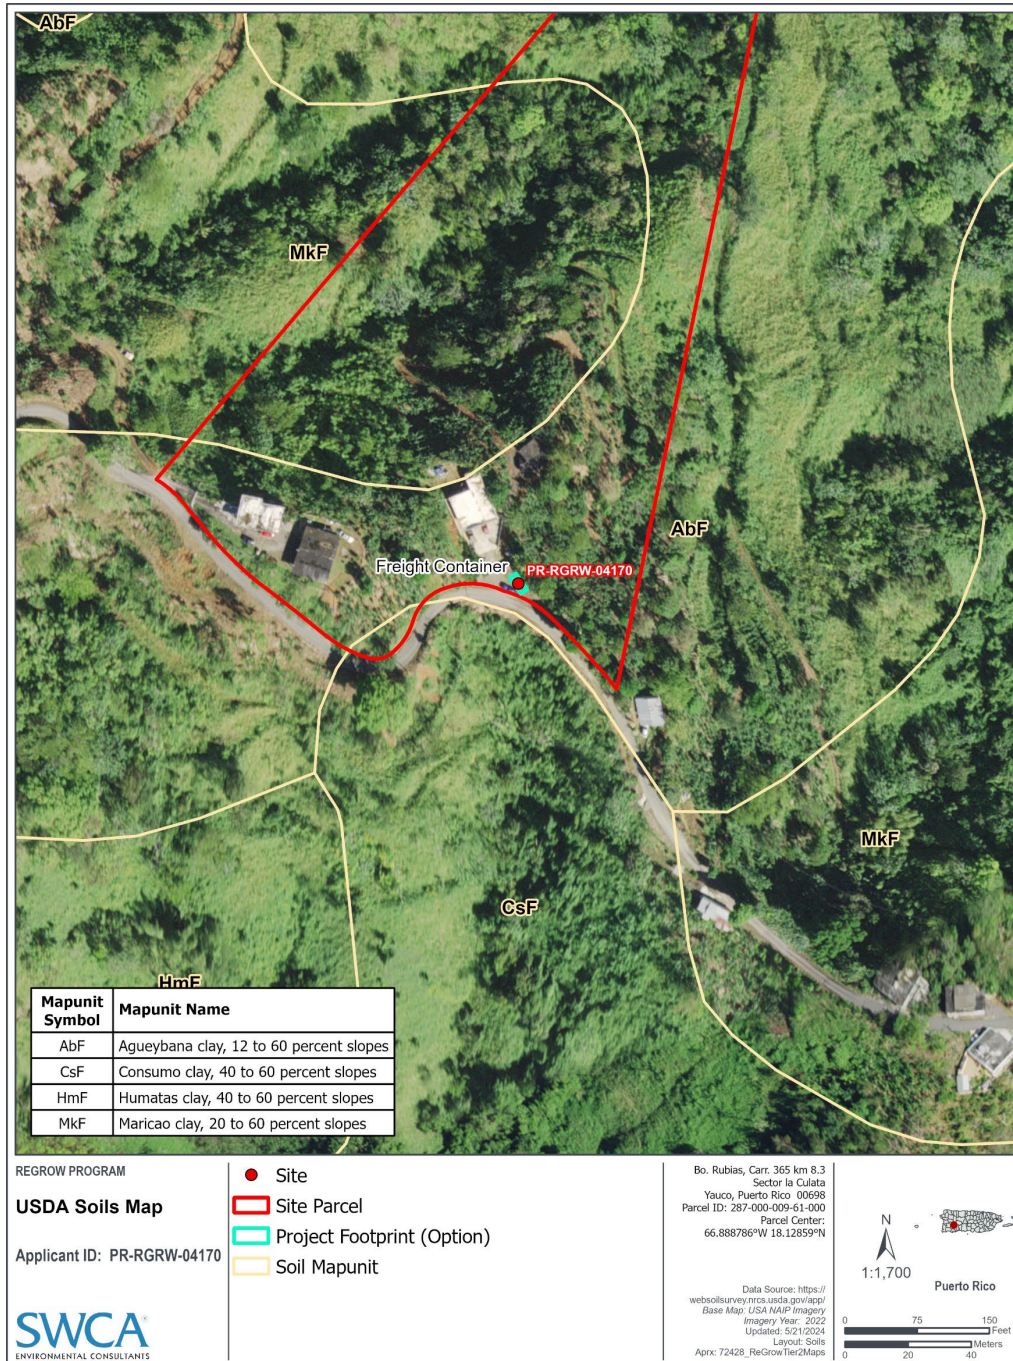 AbF
MkF
AbF
Freight Container
PR-RGRW-04170
MkF
CsF
HmF
Mapunit Symbol Mapunit Name
AbF Agueybana clay, 12 to 60 percent slopes
CsF Consumo clay, 40 to 60 percent slopes
HmF Humatas clay, 40 to 60 percent slopes
MkF Maricao clay, 20 to 60 percent slopes
REGROW PROGRAM
USDA Soils Map
Applicant ID: PR-RGRW-04170
SWCA®
ENVIRONMENTAL CONSULTANTS
Site
Site Parcel
Project Footprint (Option)
Soil Mapunit
Bo. Rubias, Carr. 365 km 8.3
Sector la Culata
Yauco, Puerto Rico 00698
Parcel ID: 287-000-009-61-000
Parcel Center:
66.888786°W 18.12859°N
Data Source: https://
websoilsurvey.nrcs.usda.gov/app/
Base Map: USA NAIP Imagery
Imagery Year: 2022
Updated: 5/21/2024
Layout: Soils
Aprx: 72428_ReGrowTier2Maps
N
1:1,700
Puerto Rico
0 75 150
Feet
Meters
0 20 40